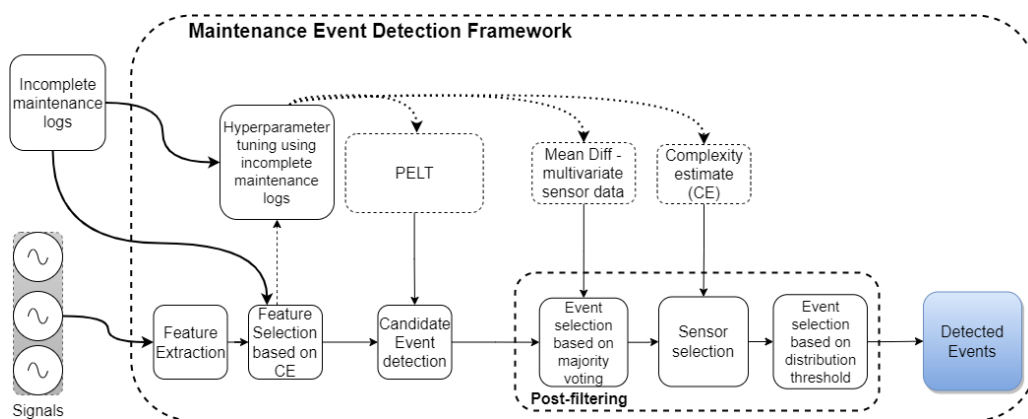 Maintenance Event Detection Framework
Incomplete
maintenance
logs
Hyperparameter
tuning using
incomplete
maintenance
logs
PELT
Mean Diff -
multivariate
sensor data
Complexity
estimate
(CE)
Signals
Feature
Extraction
Feature
Selection
based on
CE
Candidate
Event
detection
Event
selection
based on
majority
voting
Sensor
selection
Event
selection
based on
distribution
threshold
Post-filtering
Detected
Events